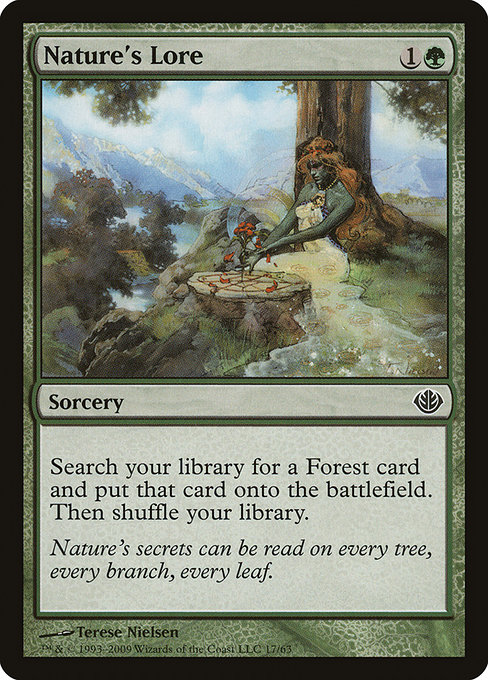 Nature's Lore 1
Sorcery
Search your library for a Forest card
and put that card onto the battlefield.
Then shuffle your library.
Nature's secrets can be read on every tree,
every branch, every leaf.
Terese Nielsen
™ & © 1993–2009 Wizards of the Coast LLC 17/63